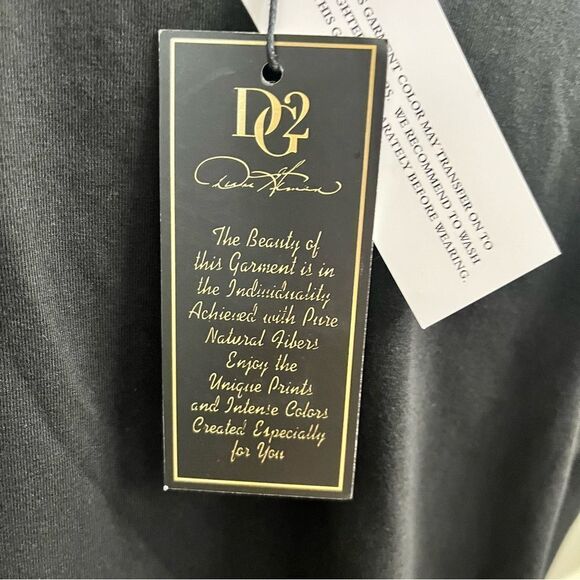 DG2
The Beauty of
this Garment is in
the Individuality
Achieved with Pure
Natural Fibers
Enjoy the
Unique Prints
and Intense Colors
Created Especially
for You
GARMENT COLOR MAY TRANSFER ON TO
WE RECOMMEND TO WASH
BEFORE WEARING.